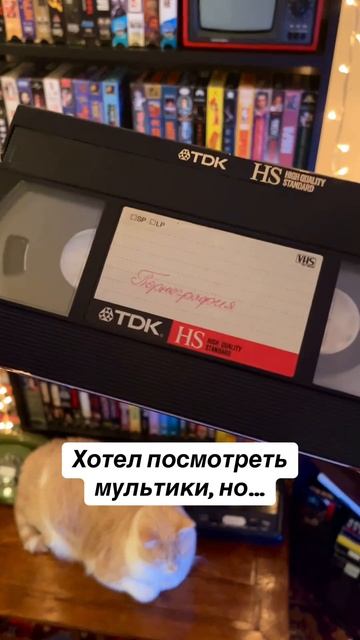 TDK HS HIGH QUALITY
STANDARD
SP LP
VHS
Порнография
TDK HS HIGH QUALITY
STANDARD
Хотел посмотреть
мультики, но...